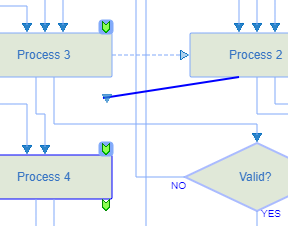 Process 3
Process 2
Process 4
Valid?
NO
YES